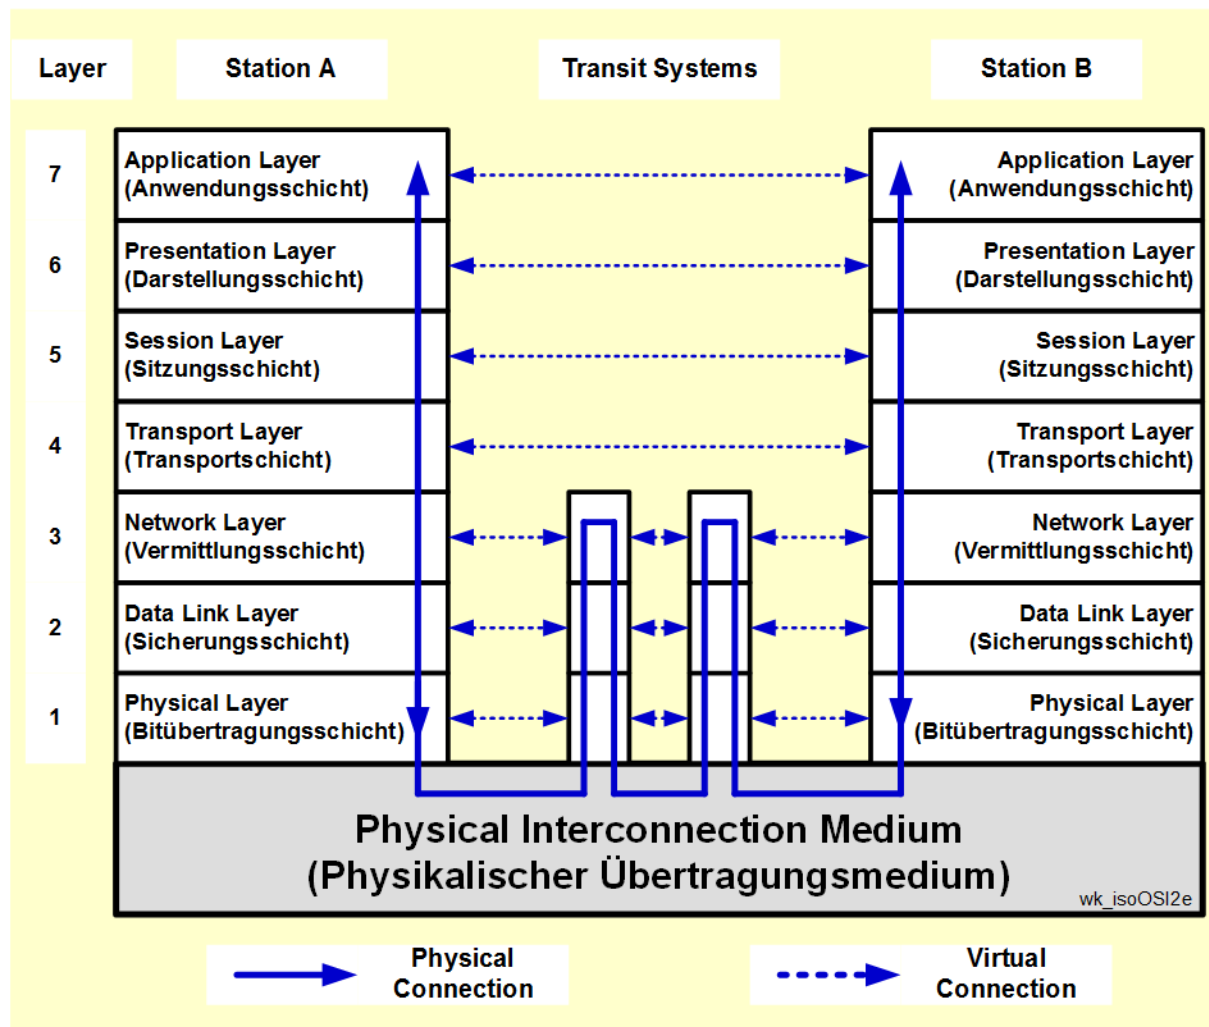 Layer
Station A
Transit Systems
Station B
7
Application Layer
(Anwendungsschicht)
Application Layer
(Anwendungsschicht)
6
Presentation Layer
(Darstellungsschicht)
Presentation Layer
(Darstellungsschicht)
5
Session Layer
(Sitzungsschicht)
Session Layer
(Sitzungsschicht)
4
Transport Layer
(Transportschicht)
Transport Layer
(Transportschicht)
3
Network Layer
(Vermittlungsschicht)
Network Layer
(Vermittlungsschicht)
2
Data Link Layer
(Sicherungsschicht)
Data Link Layer
(Sicherungsschicht)
1
Physical Layer
(Bitübertragungsschicht)
Physical Layer
(Bitübertragungsschicht)
Physical Interconnection Medium
(Physikalischer Übertragungsmedium)
wk_isoOSI2e
Physical
Connection
Virtual
Connection